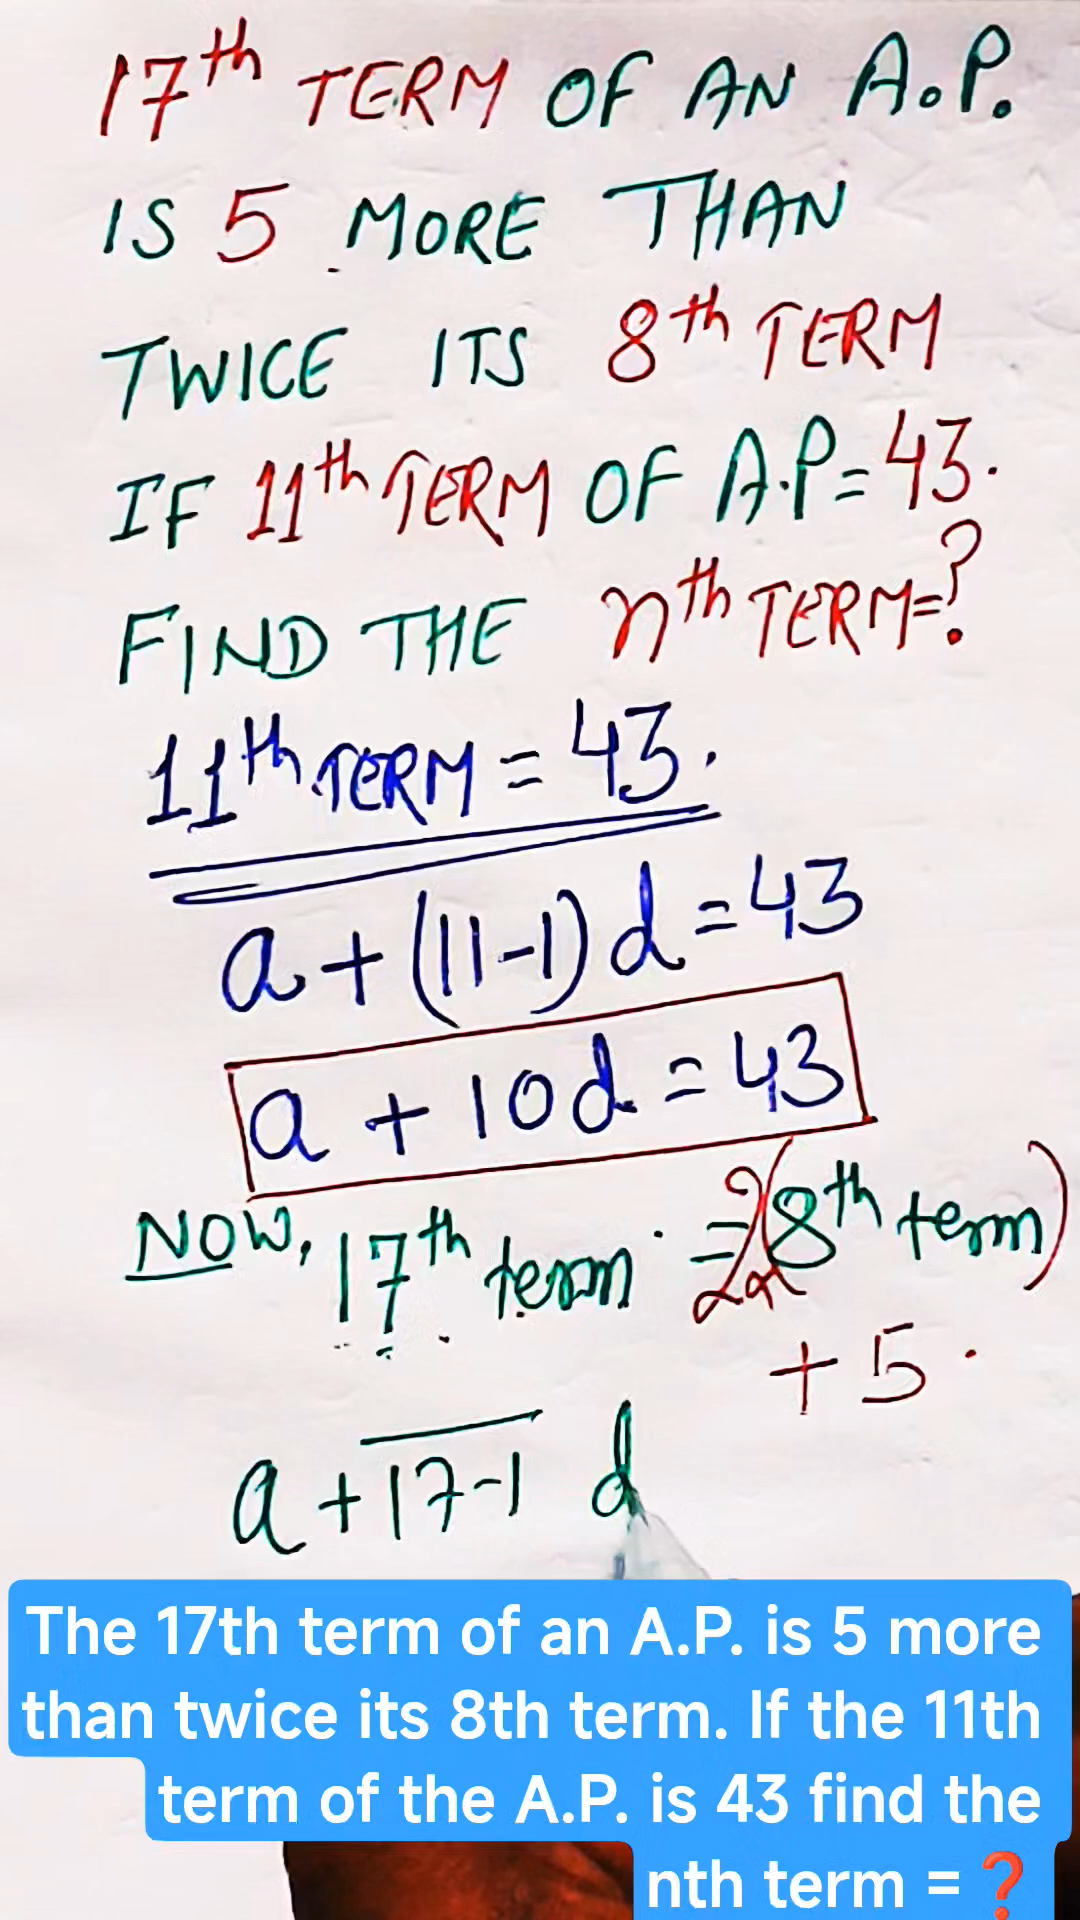 17th TERM OF AN A.P.
IS 5 MORE THAN
TWICE ITS 8th TERM
IF 11th TERM OF A.P = 43.
FIND THE nth TERM=?
11th TERM = 43.
a + (11-1) d = 43
a + 10d = 43
NOW, 17th term = 2x(8th term)
+ 5
a + 17-1 d
The 17th term of an A.P. is 5 more
than twice its 8th term. If the 11th
term of the A.P. is 43 find the
nth term = ❓